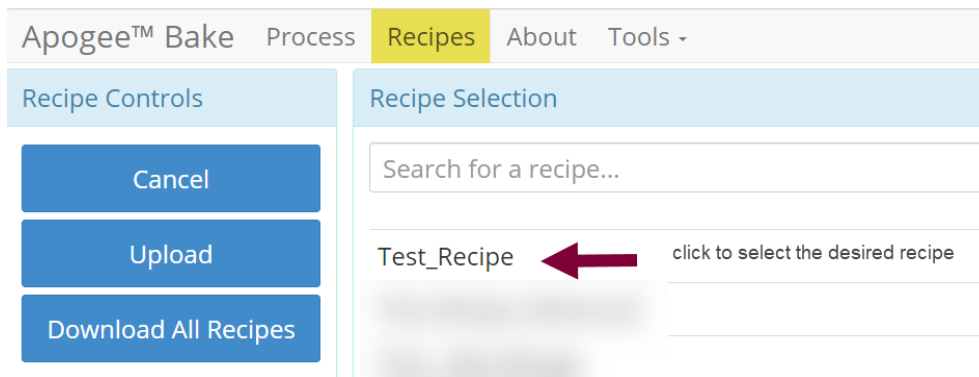 Apogee™ Bake Process Recipes About Tools
Recipe Controls
Recipe Selection
Cancel
Upload
Download All Recipes
Search for a recipe...
Test_Recipe click to select the desired recipe